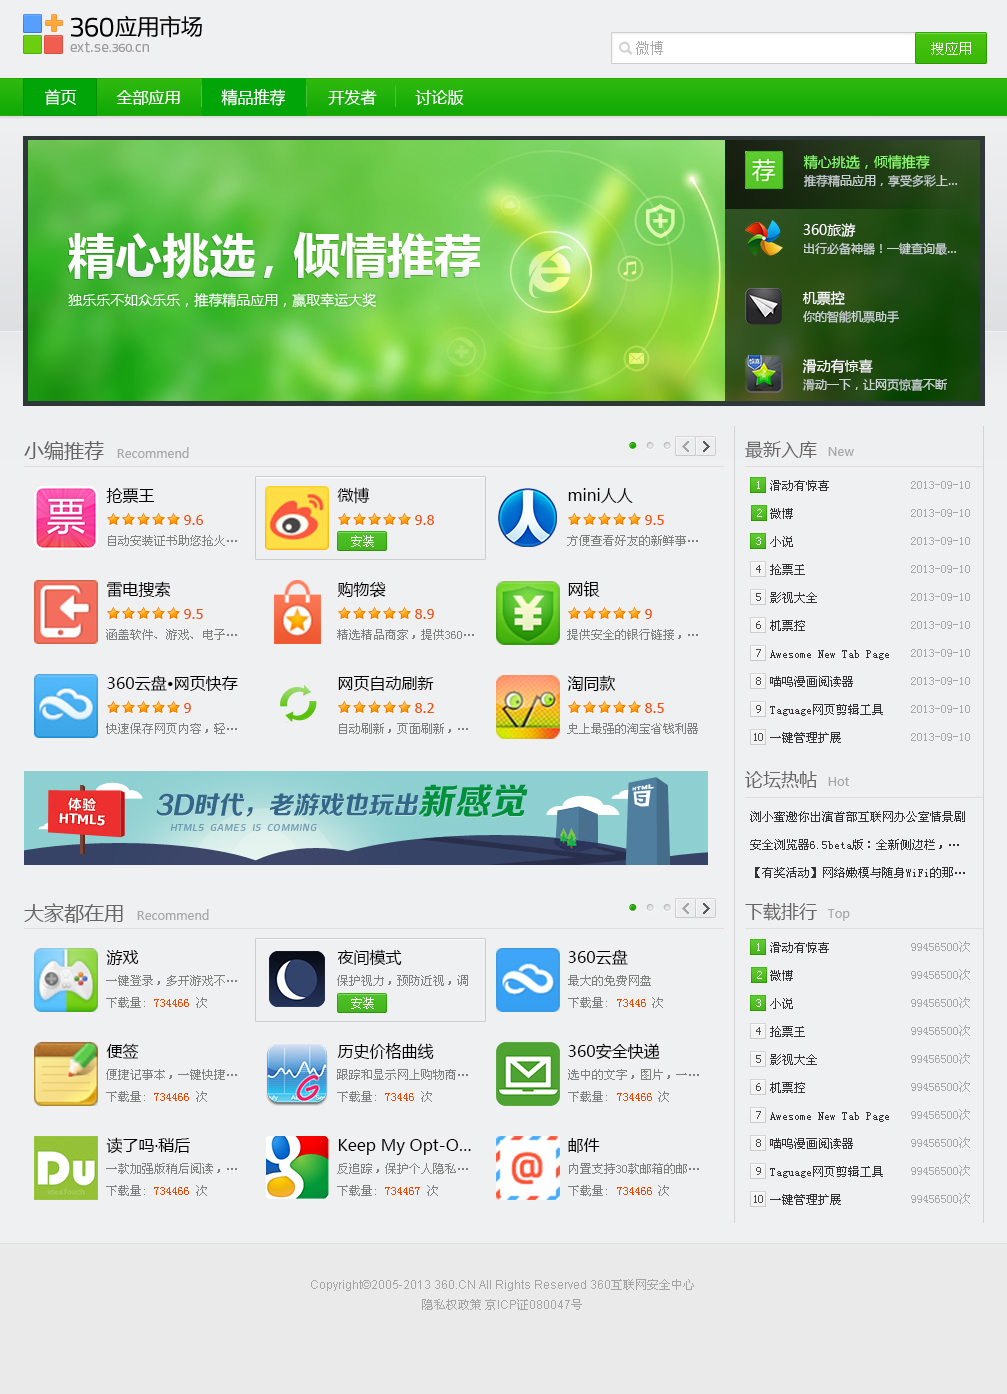 360应用市场
ext.se.360.cn
微博
搜应用
首页 全部应用 精品推荐 开发者 讨论版
精心挑选，倾情推荐
独乐乐不如众乐乐，推荐精品应用，赢取幸运大奖
荐
精心挑选，倾情推荐
推荐精品应用，享受多彩上...
360旅游
出行必备神器！一键查询最...
机票控
你的智能机票助手
滑动有惊喜
滑动一下，让网页惊喜不断
小编推荐 Recommend
票
抢票王
9.6
自动安装证书助您抢火…
微博
9.8
安装
mini人人
9.5
方便查看好友的新鲜事…
雷电搜索
9.5
涵盖软件、游戏、电子…
购物袋
8.9
精选精品商家，提供360…
网银
9
提供安全的银行链接，…
360云盘•网页快存
9
快速保存网页内容，轻…
网页自动刷新
8.2
自动刷新，页面刷新，…
淘同款
8.5
史上最强的淘宝省钱利器
体验
HTML5
3D时代，老游戏也玩出新感觉
HTML5 GAMES IS COMMING
HTML
5
大家都在用 Recommend
游戏
一键登录，多开游戏不…
下载量：734466 次
夜间模式
保护视力，预防近视，调
安装
360云盘
最大的免费网盘
下载量：73446 次
便签
便捷记事本，一键快捷…
下载量：734466 次
历史价格曲线
跟踪和显示网上购物商…
下载量：73446 次
360安全快递
选中的文字，图片，一…
下载量：734466 次
Du
读了吗·稍后
一款加强版稍后阅读，…
下载量：734466 次
Keep My Opt-O...
反追踪，保护个人隐私…
下载量：734467 次
@
邮件
内置支持30款邮箱的邮…
下载量：734466 次
最新入库 New
1 滑动有惊喜 2013-09-10
2 微博 2013-09-10
3 小说 2013-09-10
4 抢票王 2013-09-10
5 影视大全 2013-09-10
6 机票控 2013-09-10
7 Awesome New Tab Page 2013-09-10
8 喵呜漫画阅读器 2013-09-10
9 Taguage网页剪辑工具 2013-09-10
10 一键管理扩展 2013-09-10
论坛热帖 Hot
浏小蜜邀你出演首部互联网办公室情景剧
安全浏览器6.5beta版：全新侧边栏，…
【有奖活动】网络嫩模与随身WiFi的那…
下载排行 Top
1 滑动有惊喜 99456500次
2 微博 99456500次
3 小说 99456500次
4 抢票王 99456500次
5 影视大全 99456500次
6 机票控 99456500次
7 Awesome New Tab Page 99456500次
8 喵呜漫画阅读器 99456500次
9 Taguage网页剪辑工具 99456500次
10 一键管理扩展 99456500次
Copyright©2005-2013 360.CN All Rights Reserved 360互联网安全中心
隐私权政策 京ICP证080047号